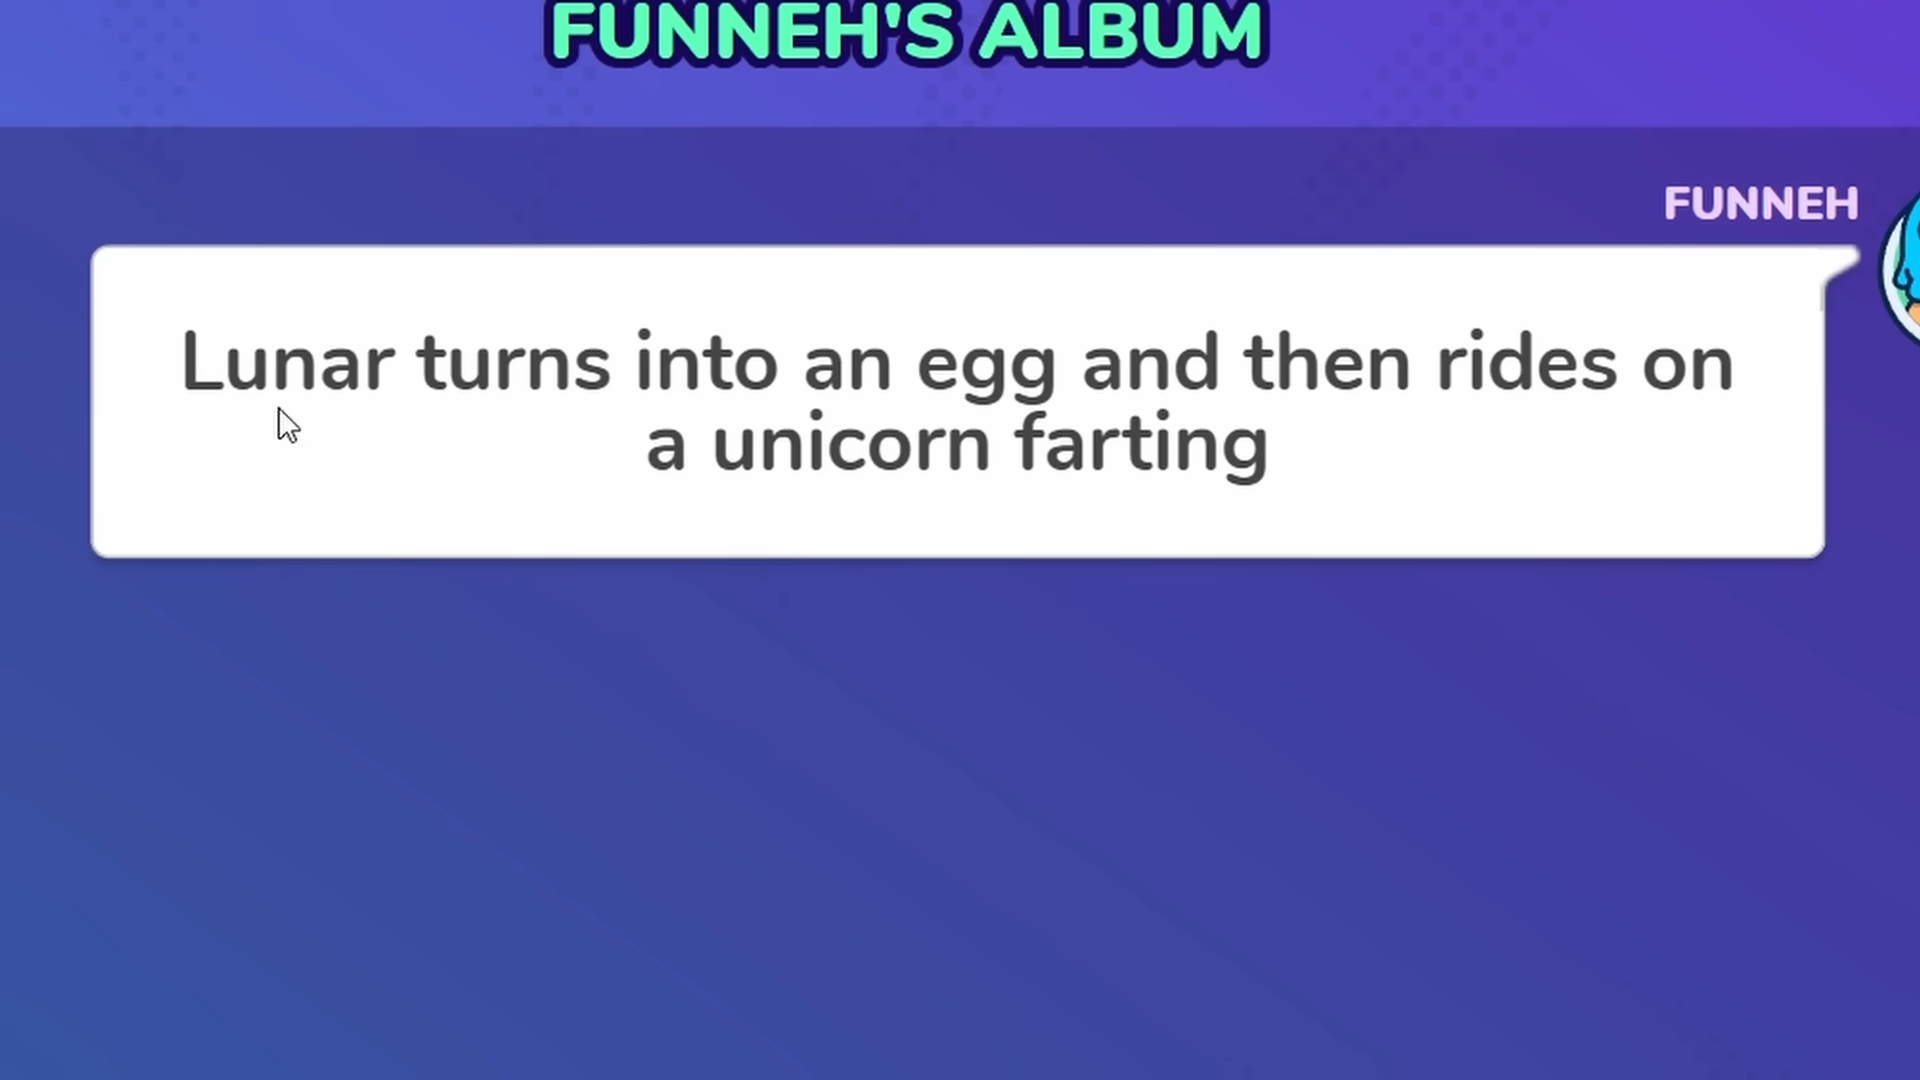 FUNNEH'S ALBUM
FUNNEH
Lunar turns into an egg and then rides on
a unicorn farting